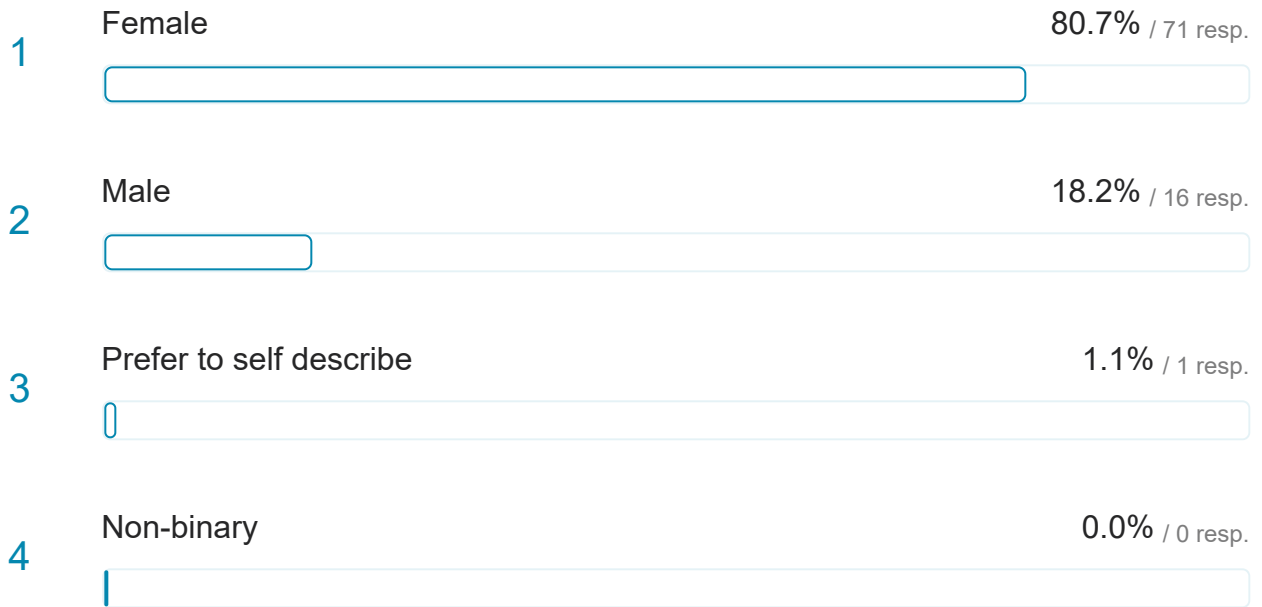 1 Female 80.7% / 71 resp.
2 Male 18.2% / 16 resp.
3 Prefer to self describe 1.1% / 1 resp.
4 Non-binary 0.0% / 0 resp.